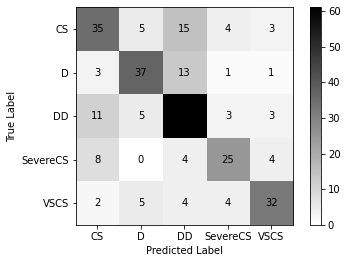 CS 35 5 15 4 3
D 3 37 13 1 1
DD 11 5 3 3
SevereCS 8 0 4 25 4
VSCS 2 5 4 4 32
CS D DD SevereCS VSCS
Predicted Label
True Label
60
50
40
30
20
10
0